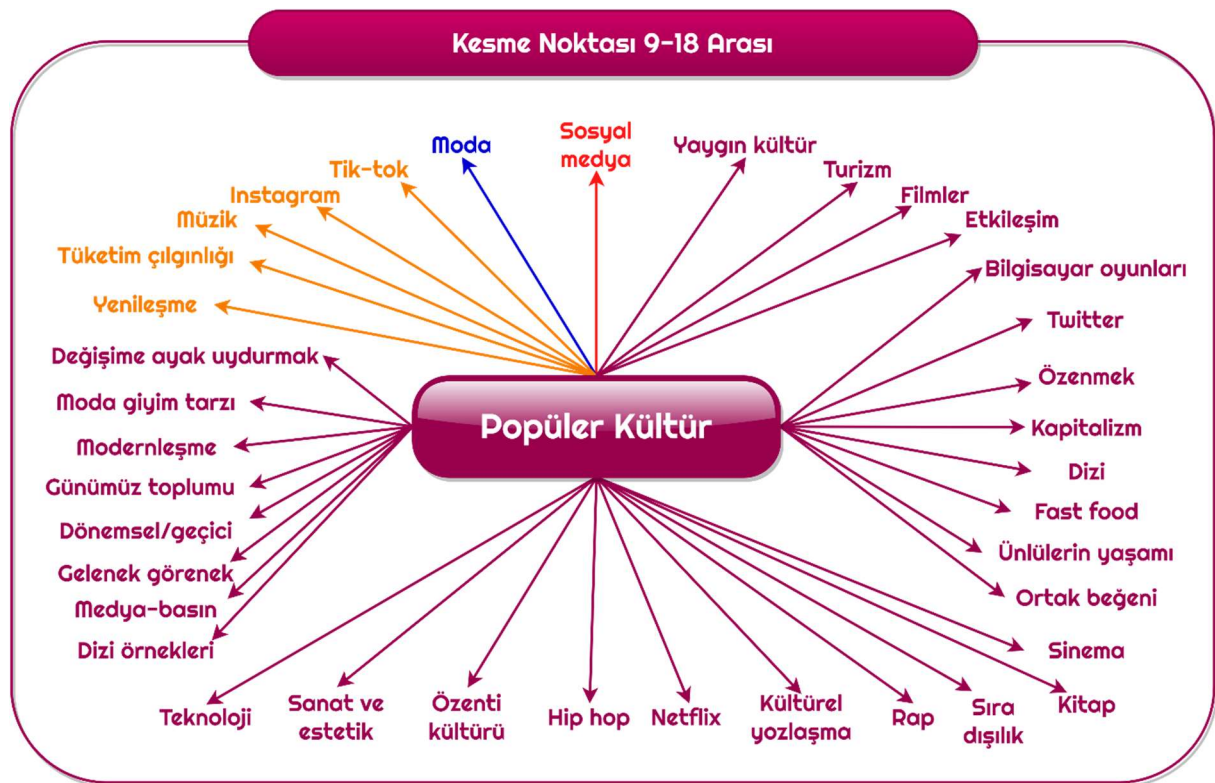 Kesme Noktası 9-18 Arası
Sosyal
medya
Moda
Tik-tok
Instagram
Müzik
Tüketim çılgınlığı
Yenileşme
Yaygın kültür
Turizm
Filmler
Etkileşim
Bilgisayar oyunları
Twitter
Özenmek
Kapitalizm
Dizi
Fast food
Ünlülerin yaşamı
Ortak beğeni
Popüler Kültür
Değişime ayak uydurmak
Moda giyim tarzı
Modernleşme
Günümüz toplumu
Dönemsel/geçici
Gelenek görenek
Medya-basın
Dizi örnekleri
Teknoloji
Sanat ve
estetik
Özenti
kültürü
Hip hop
Netflix
Kültürel
yozlaşma
Rap
Sıra
dışılık
Kitap
Sinema